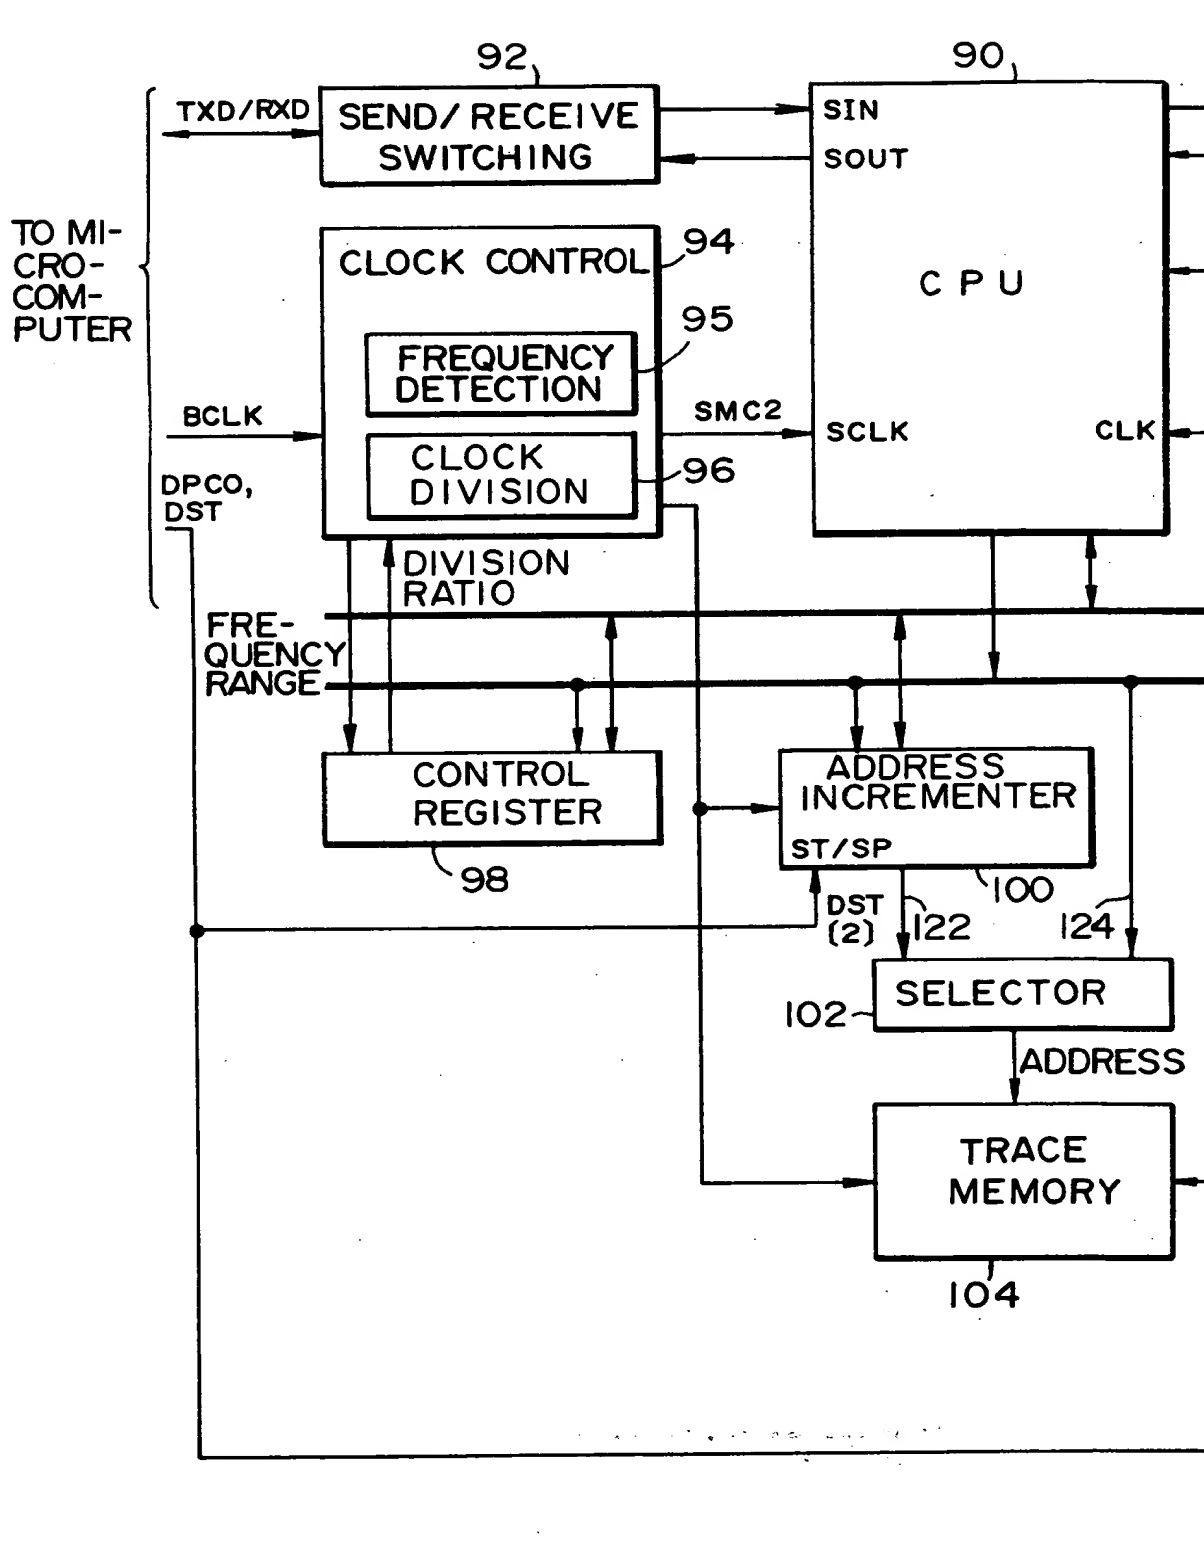 92
90
TXD/RXD
SEND/RECEIVE
SWITCHING
SIN
SOUT
TO MI-
CRO-
COM-
PUTER
CLOCK CONTROL
94
CPU
95
FREQUENCY
DETECTION
BCLK
SMC2
SCLK
CLK
CLOCK
DIVISION
96
DPCO,
DST
DIVISION
RATIO
FRE-
QUENCY
RANGE
CONTROL
REGISTER
98
ADDRESS
INCREMENTER
ST/SP
100
DST
(2)
122
124
SELECTOR
102
ADDRESS
TRACE
MEMORY
104